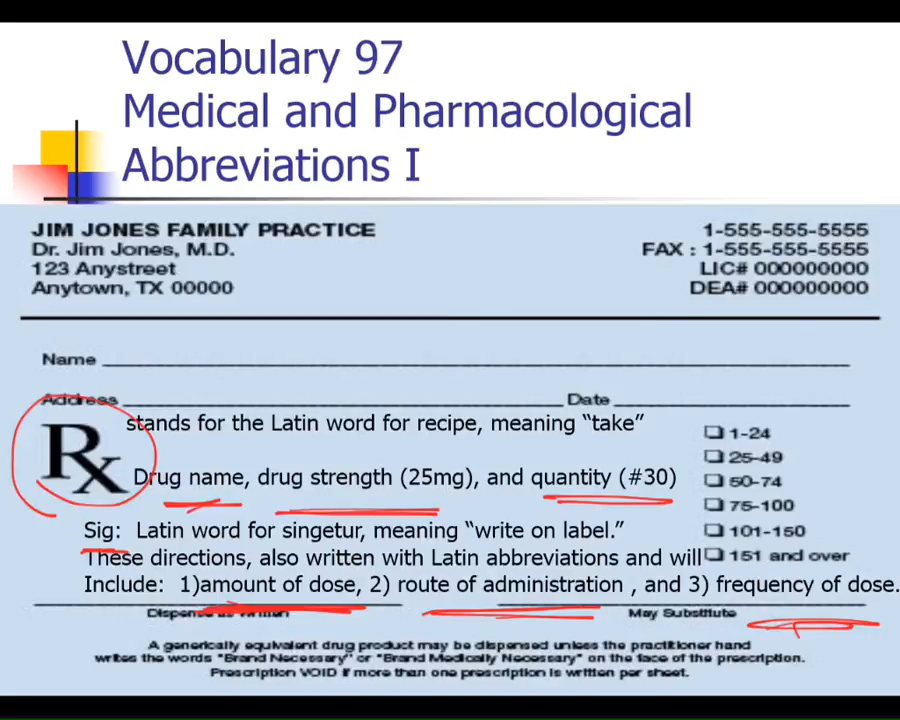 Vocabulary 97
Medical and Pharmacological
Abbreviations I
JIM JONES FAMILY PRACTICE
Dr. Jim Jones, M.D.
123 Anystreet
Anytown, TX 00000
1-555-555-5555
FAX : 1-555-555-5555
LIC# 000000000
DEA# 000000000
Name
Address Date
Rx stands for the Latin word for recipe, meaning “take”
Drug name, drug strength (25mg), and quantity (#30)
Sig: Latin word for singetur, meaning “write on label.”
These directions, also written with Latin abbreviations and will
Include: 1)amount of dose, 2) route of administration , and 3) frequency of dose.
1-24
25-49
50-74
75-100
101-150
151 and over
Dispense as written May Substitute
A generically equivalent drug product may be dispensed unless the practitioner hand
writes the words "Brand Necessary" or "Brand Medically Necessary" on the face of the prescription.
Prescription VOID if more than one prescription is written per sheet.